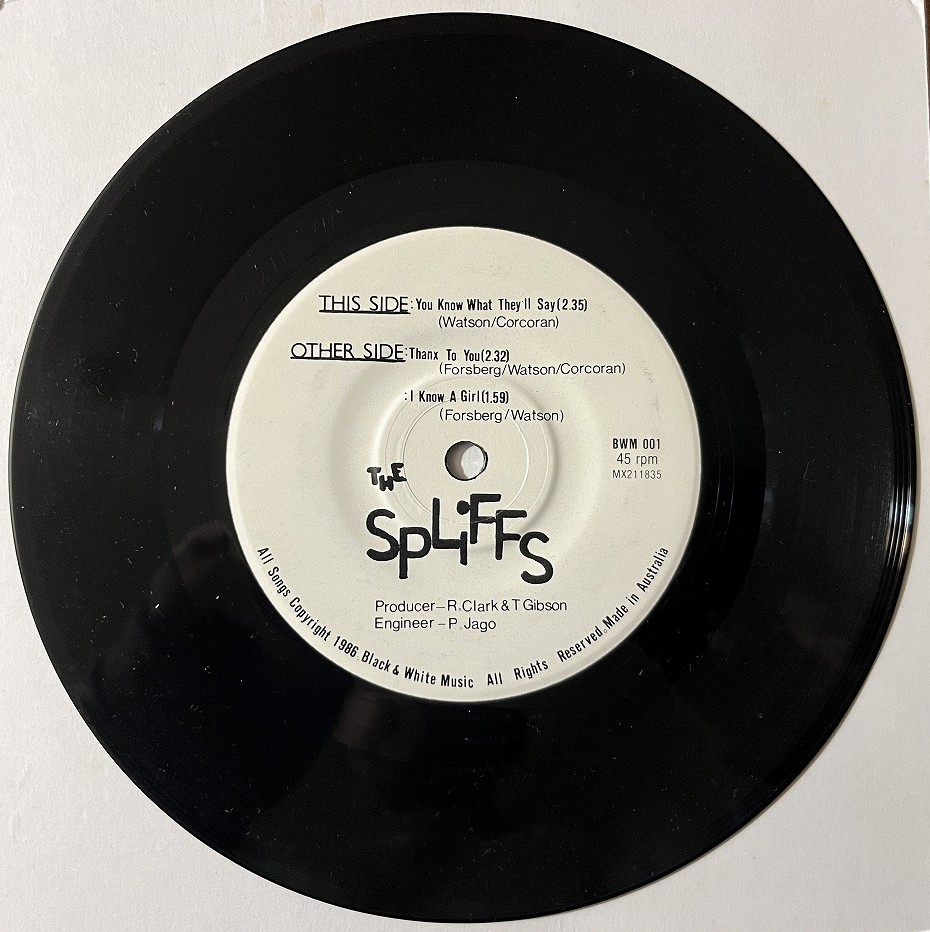 THIS SIDE:You Know What They'll Say(2.35)
(Watson/Corcoran)
OTHER SIDE:Thanx To You(2.32)
(Forsberg/Watson/Corcoran)
:I Know A Girl(1.59)
(Forsberg/Watson)
BWM 001
45 rpm
MX211835
THE
SPLiFFS
Producer–R.Clark & T Gibson
Engineer–P.Jago
All Songs Copyright 1986. Black & White Music All Rights Reserved. Made in Australia